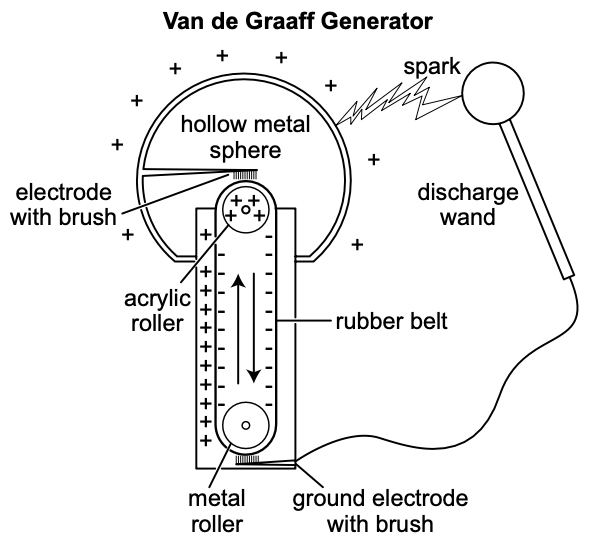 Van de Graaff Generator
spark
hollow metal
sphere
electrode
with brush
discharge
wand
acrylic
roller
rubber belt
metal
roller
ground electrode
with brush